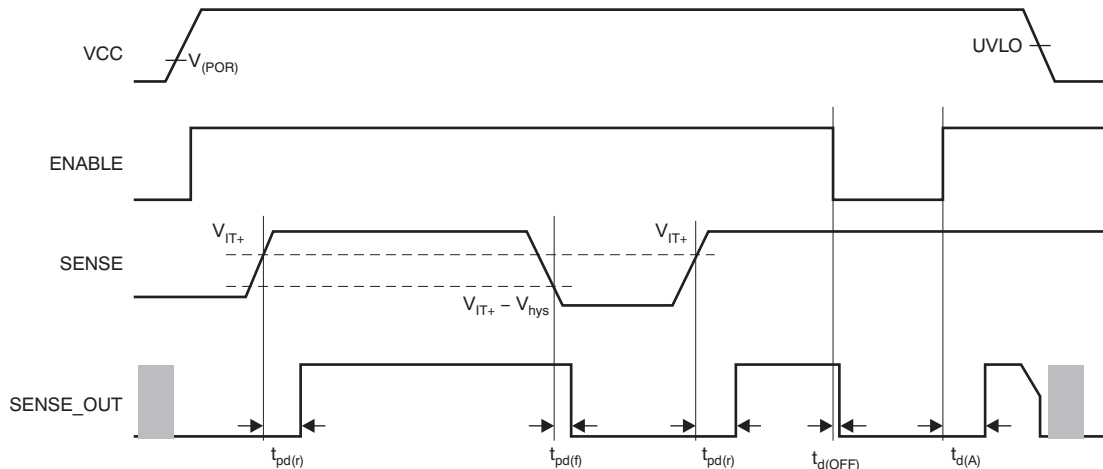 VCC
V(POR)
UVLO
ENABLE
VIT+
VIT+
SENSE
VIT+ – Vhys
SENSE_OUT
tpd(r)
tpd(f)
tpd(r)
td(OFF)
td(A)